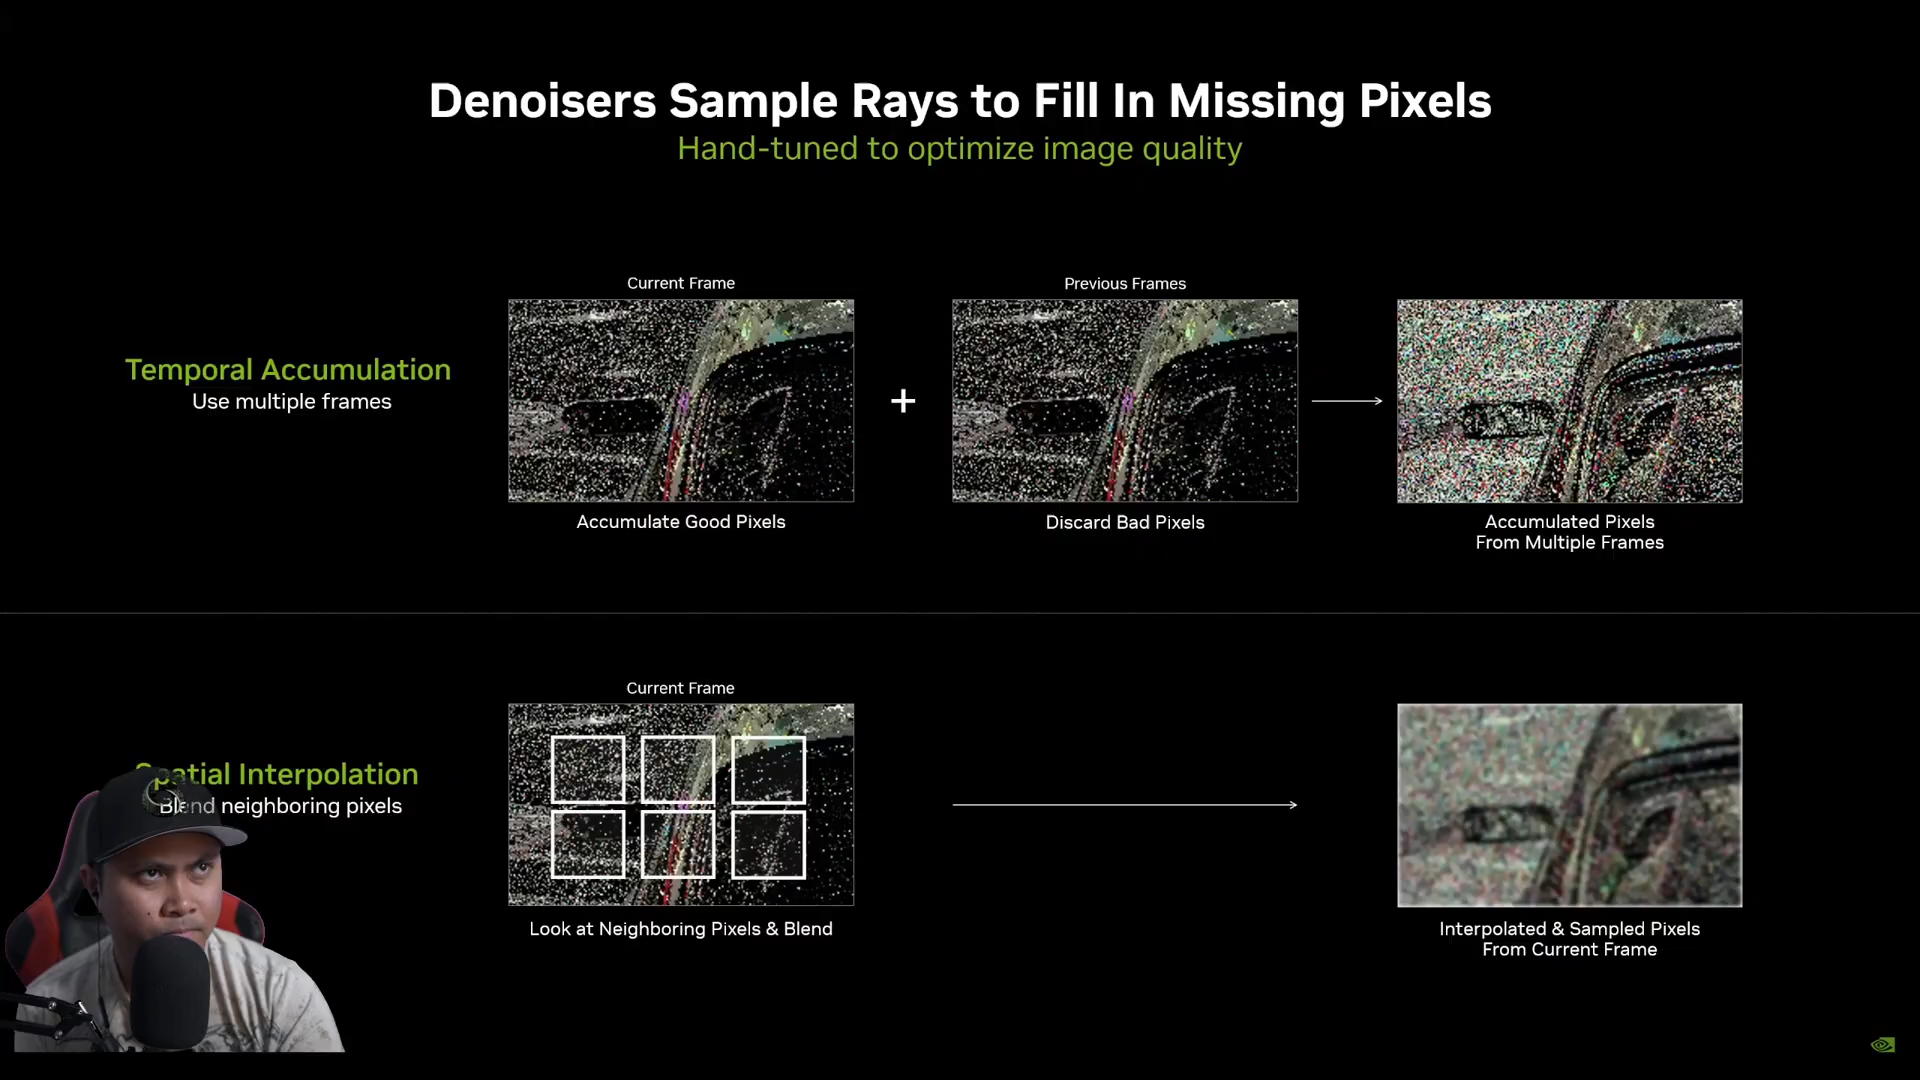 Denoisers Sample Rays to Fill In Missing Pixels
Hand-tuned to optimize image quality
Current Frame
Previous Frames
Temporal Accumulation
Use multiple frames
+
Accumulate Good Pixels
Discard Bad Pixels
Accumulated Pixels
From Multiple Frames
Current Frame
Spatial Interpolation
Blend neighboring pixels
Look at Neighboring Pixels & Blend
Interpolated & Sampled Pixels
From Current Frame